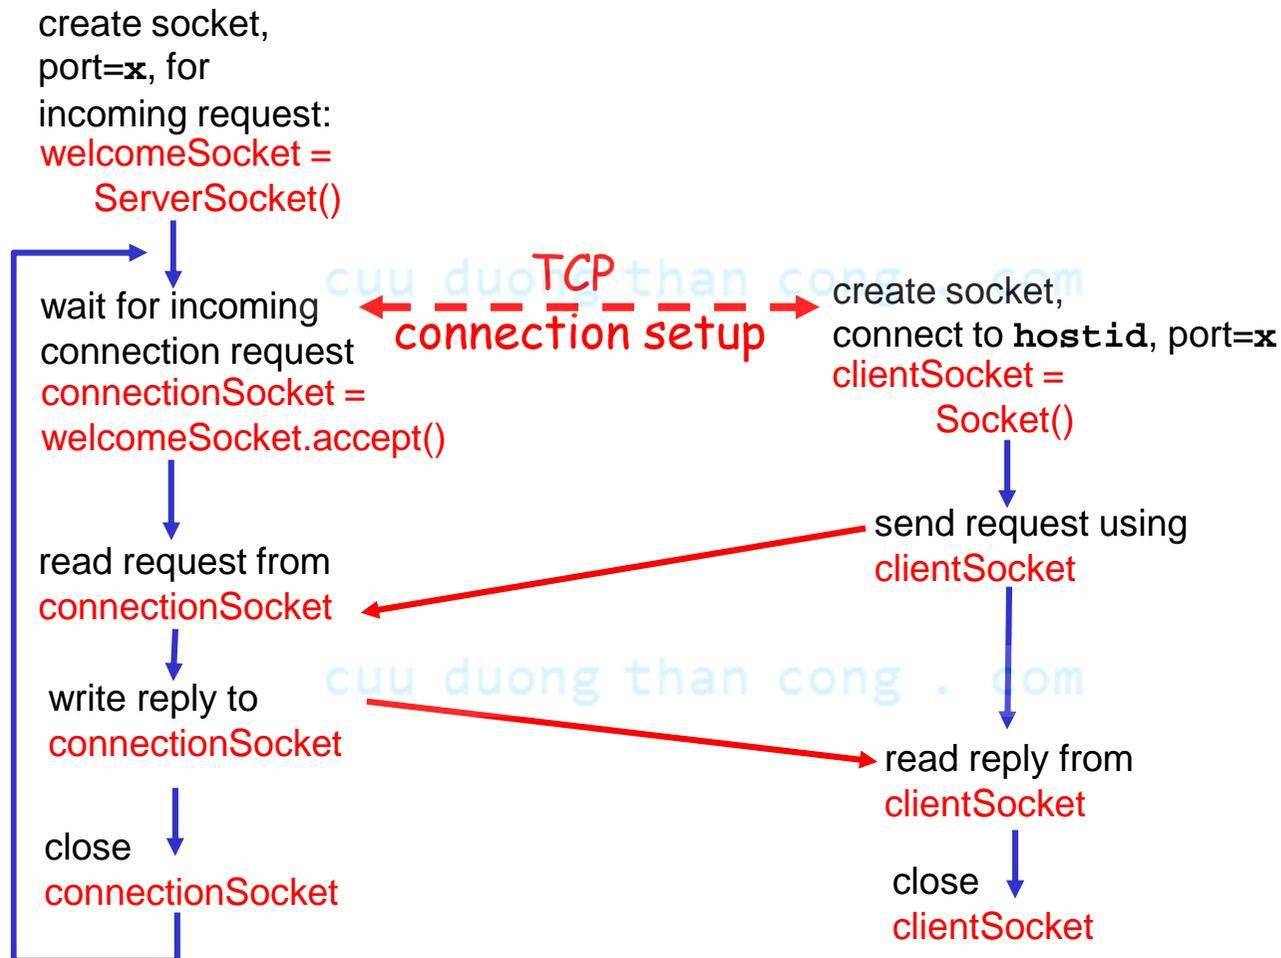 create socket,
port=x, for
incoming request:
welcomeSocket =
ServerSocket()
wait for incoming
connection request
connectionSocket =
welcomeSocket.accept()
cuu duong than cong . com
TCP
connection setup
create socket,
connect to hostid, port=x
clientSocket =
Socket()
send request using
clientSocket
read request from
connectionSocket
cuu duong than cong . com
write reply to
connectionSocket
read reply from
clientSocket
close
connectionSocket
close
clientSocket